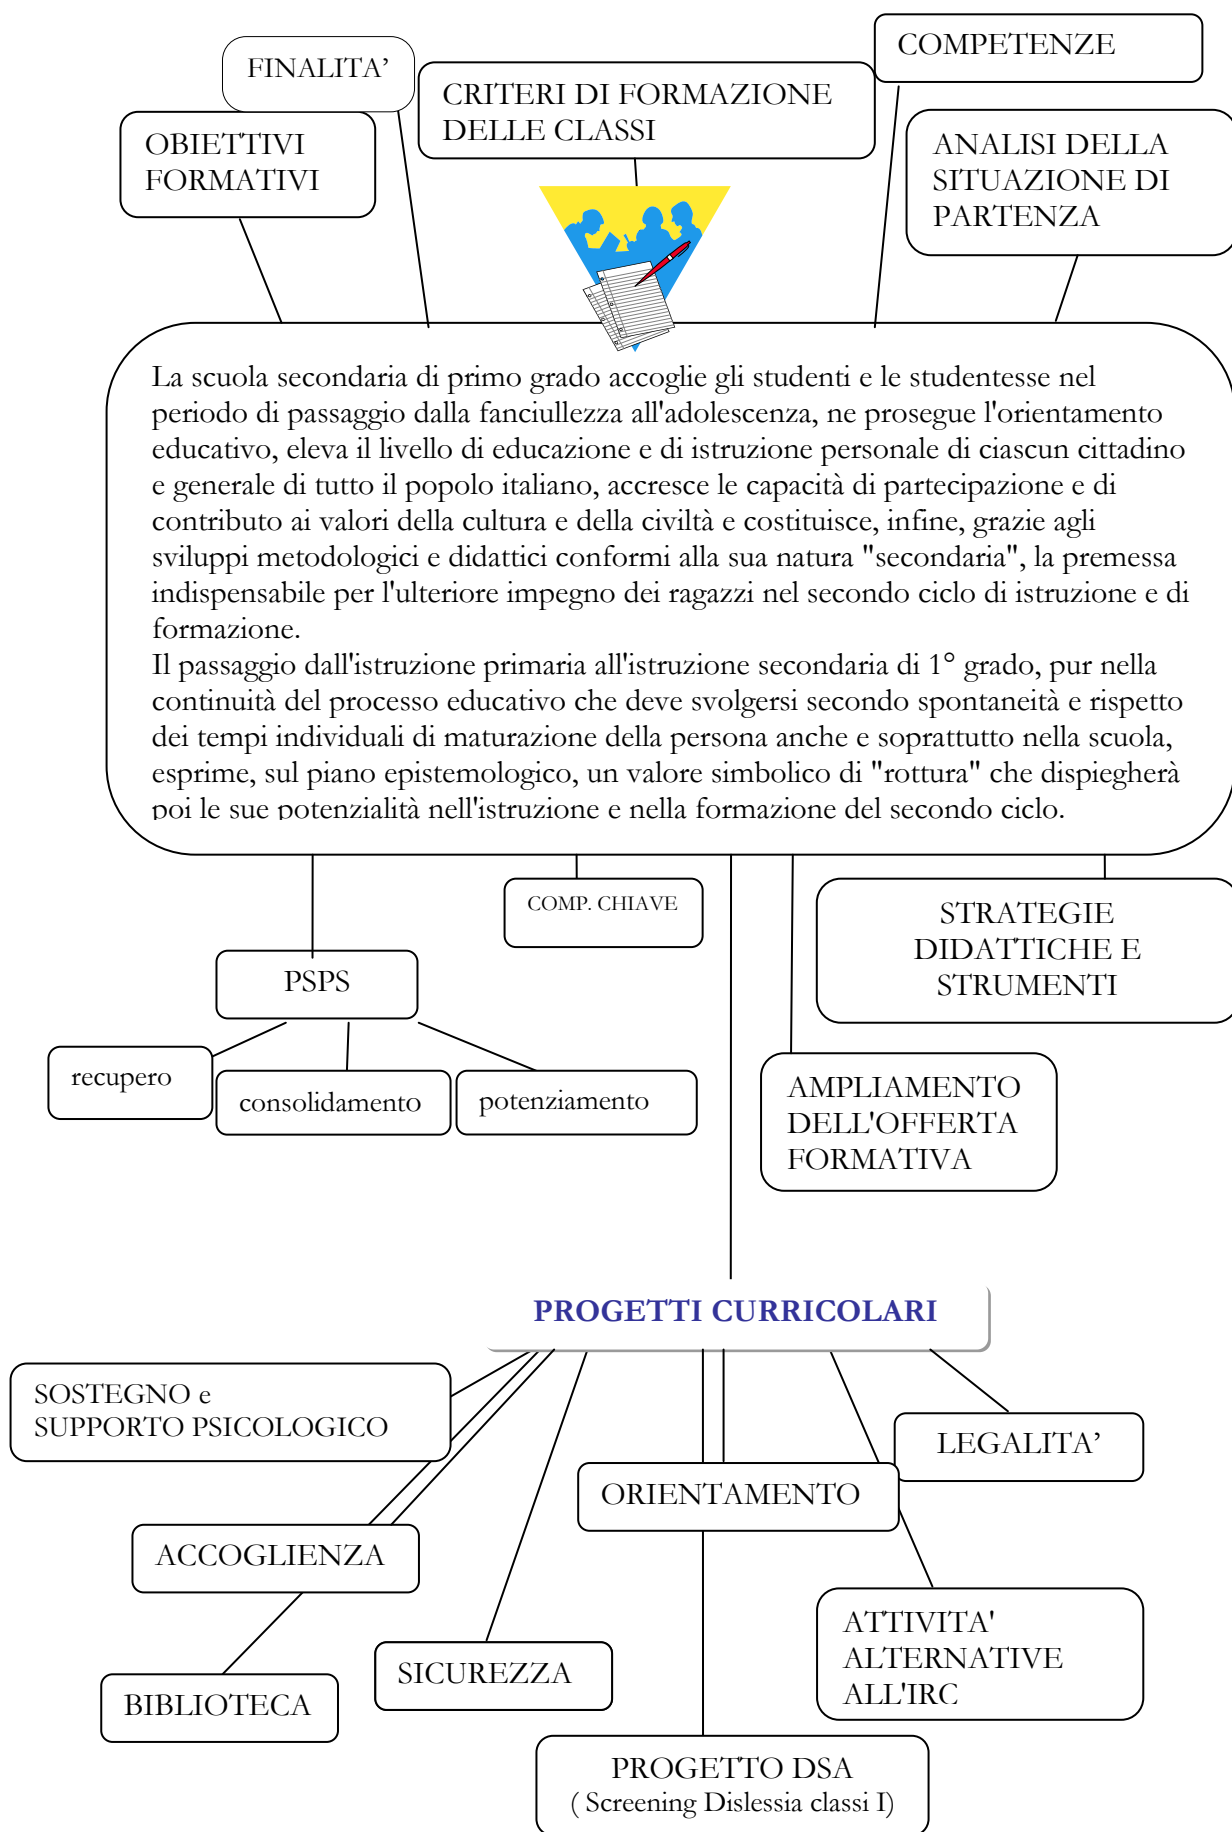 COMPETENZE
FINALITA’
CRITERI DI FORMAZIONE
DELLE CLASSI
OBIETTIVI
FORMATIVI
ANALISI DELLA
SITUAZIONE DI
PARTENZA
La scuola secondaria di primo grado accoglie gli studenti e le studentesse nel
periodo di passaggio dalla fanciullezza all'adolescenza, ne prosegue l'orientamento
educativo, eleva il livello di educazione e di istruzione personale di ciascun cittadino
e generale di tutto il popolo italiano, accresce le capacità di partecipazione e di
contributo ai valori della cultura e della civiltà e costituisce, infine, grazie agli
sviluppi metodologici e didattici conformi alla sua natura "secondaria", la premessa
indispensabile per l'ulteriore impegno dei ragazzi nel secondo ciclo di istruzione e di
formazione.
Il passaggio dall'istruzione primaria all'istruzione secondaria di 1° grado, pur nella
continuità del processo educativo che deve svolgersi secondo spontaneità e rispetto
dei tempi individuali di maturazione della persona anche e soprattutto nella scuola,
esprime, sul piano epistemologico, un valore simbolico di "rottura" che dispiegherà
poi le sue potenzialità nell'istruzione e nella formazione del secondo ciclo.
COMP. CHIAVE
STRATEGIE
DIDATTICHE E
STRUMENTI
PSPS
recupero
consolidamento
potenziamento
AMPLIAMENTO
DELL'OFFERTA
FORMATIVA
PROGETTI CURRICOLARI
SOSTEGNO e
SUPPORTO PSICOLOGICO
LEGALITA’
ORIENTAMENTO
ACCOGLIENZA
ATTIVITA'
ALTERNATIVE
ALL'IRC
SICUREZZA
BIBLIOTECA
PROGETTO DSA
( Screening Dislessia classi I)